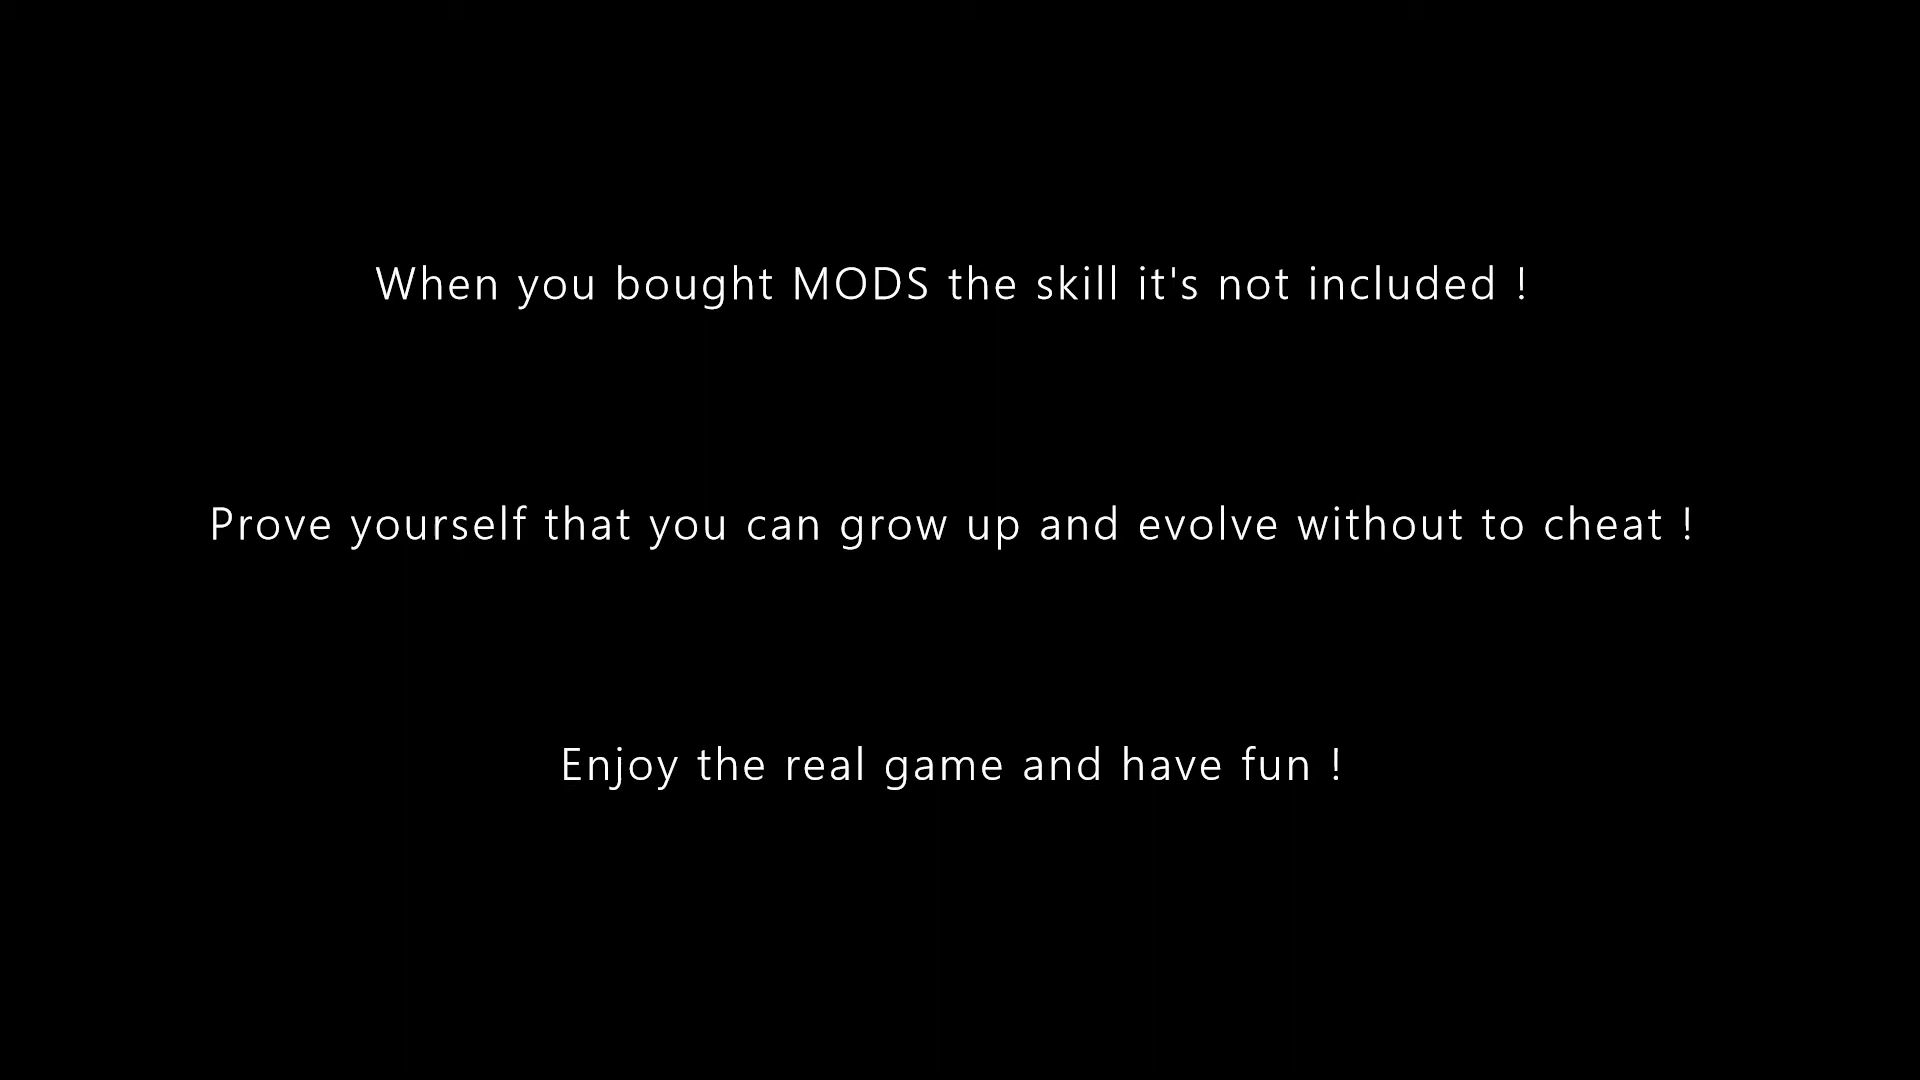 When you bought MODS the skill it's not included !
Prove yourself that you can grow up and evolve without to cheat !
Enjoy the real game and have fun !